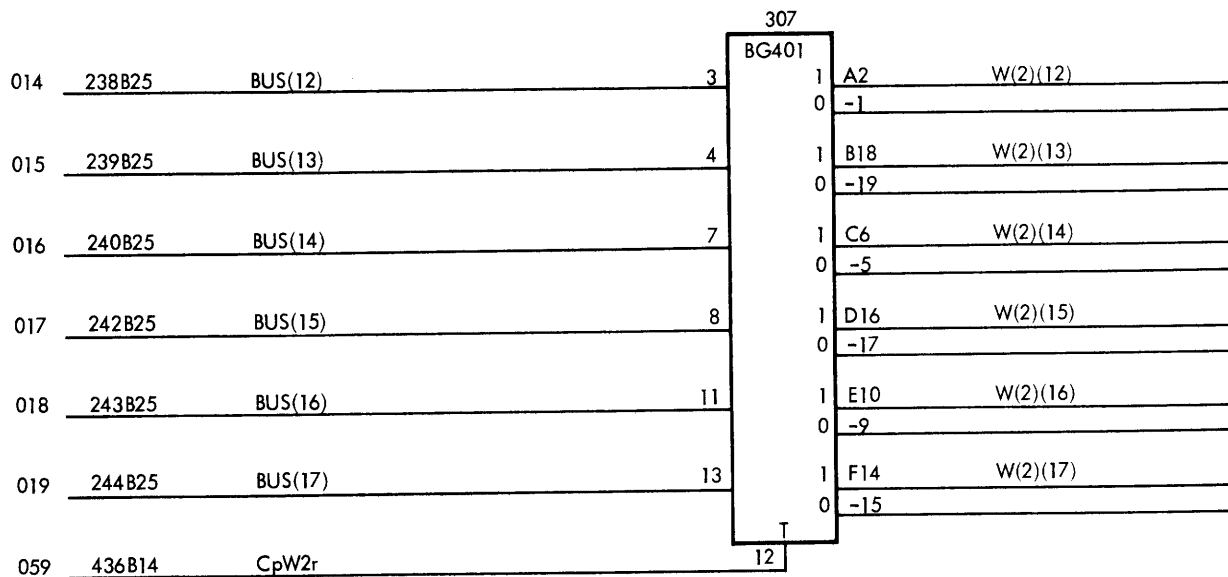 307
BG401
014 238B25 BUS(12) 3 1 A2 W(2)(12)
0 -1
015 239B25 BUS(13) 4 1 B18 W(2)(13)
0 -19
016 240B25 BUS(14) 7 1 C6 W(2)(14)
0 -5
017 242B25 BUS(15) 8 1 D16 W(2)(15)
0 -17
018 243B25 BUS(16) 11 1 E10 W(2)(16)
0 -9
019 244B25 BUS(17) 13 1 F14 W(2)(17)
0 -15
T
059 436B14 CpW2r 12